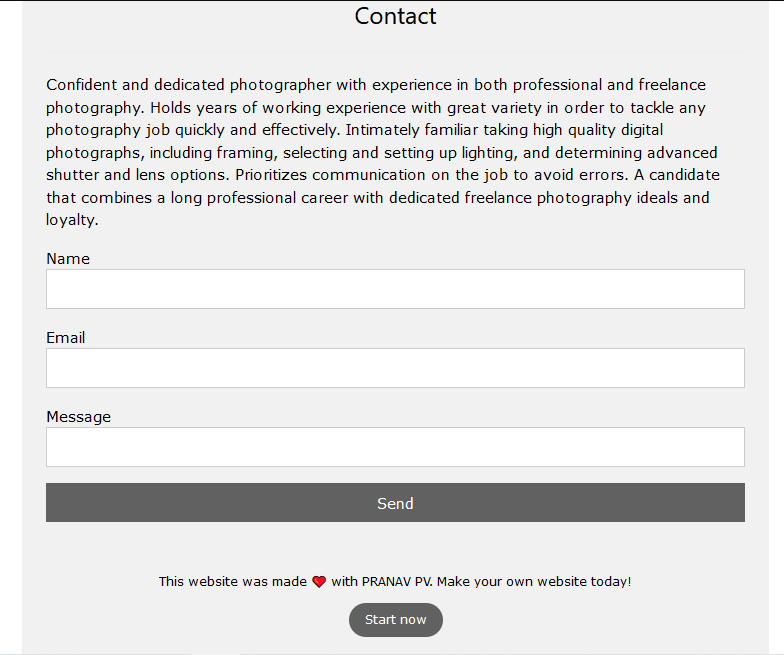 Contact
Confident and dedicated photographer with experience in both professional and freelance
photography. Holds years of working experience with great variety in order to tackle any
photography job quickly and effectively. Intimately familiar taking high quality digital
photographs, including framing, selecting and setting up lighting, and determining advanced
shutter and lens options. Prioritizes communication on the job to avoid errors. A candidate
that combines a long professional career with dedicated freelance photography ideals and
loyalty.
Name
Email
Message
Send
This website was made ❤ with PRANAV PV. Make your own website today!
Start now